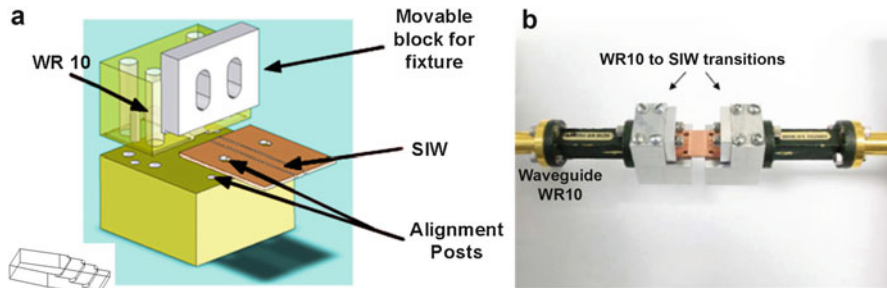 a
Movable
block for
fixture
WR 10
SIW
Alignment
Posts
b
WR10 to SIW transitions
Waveguide
WR10